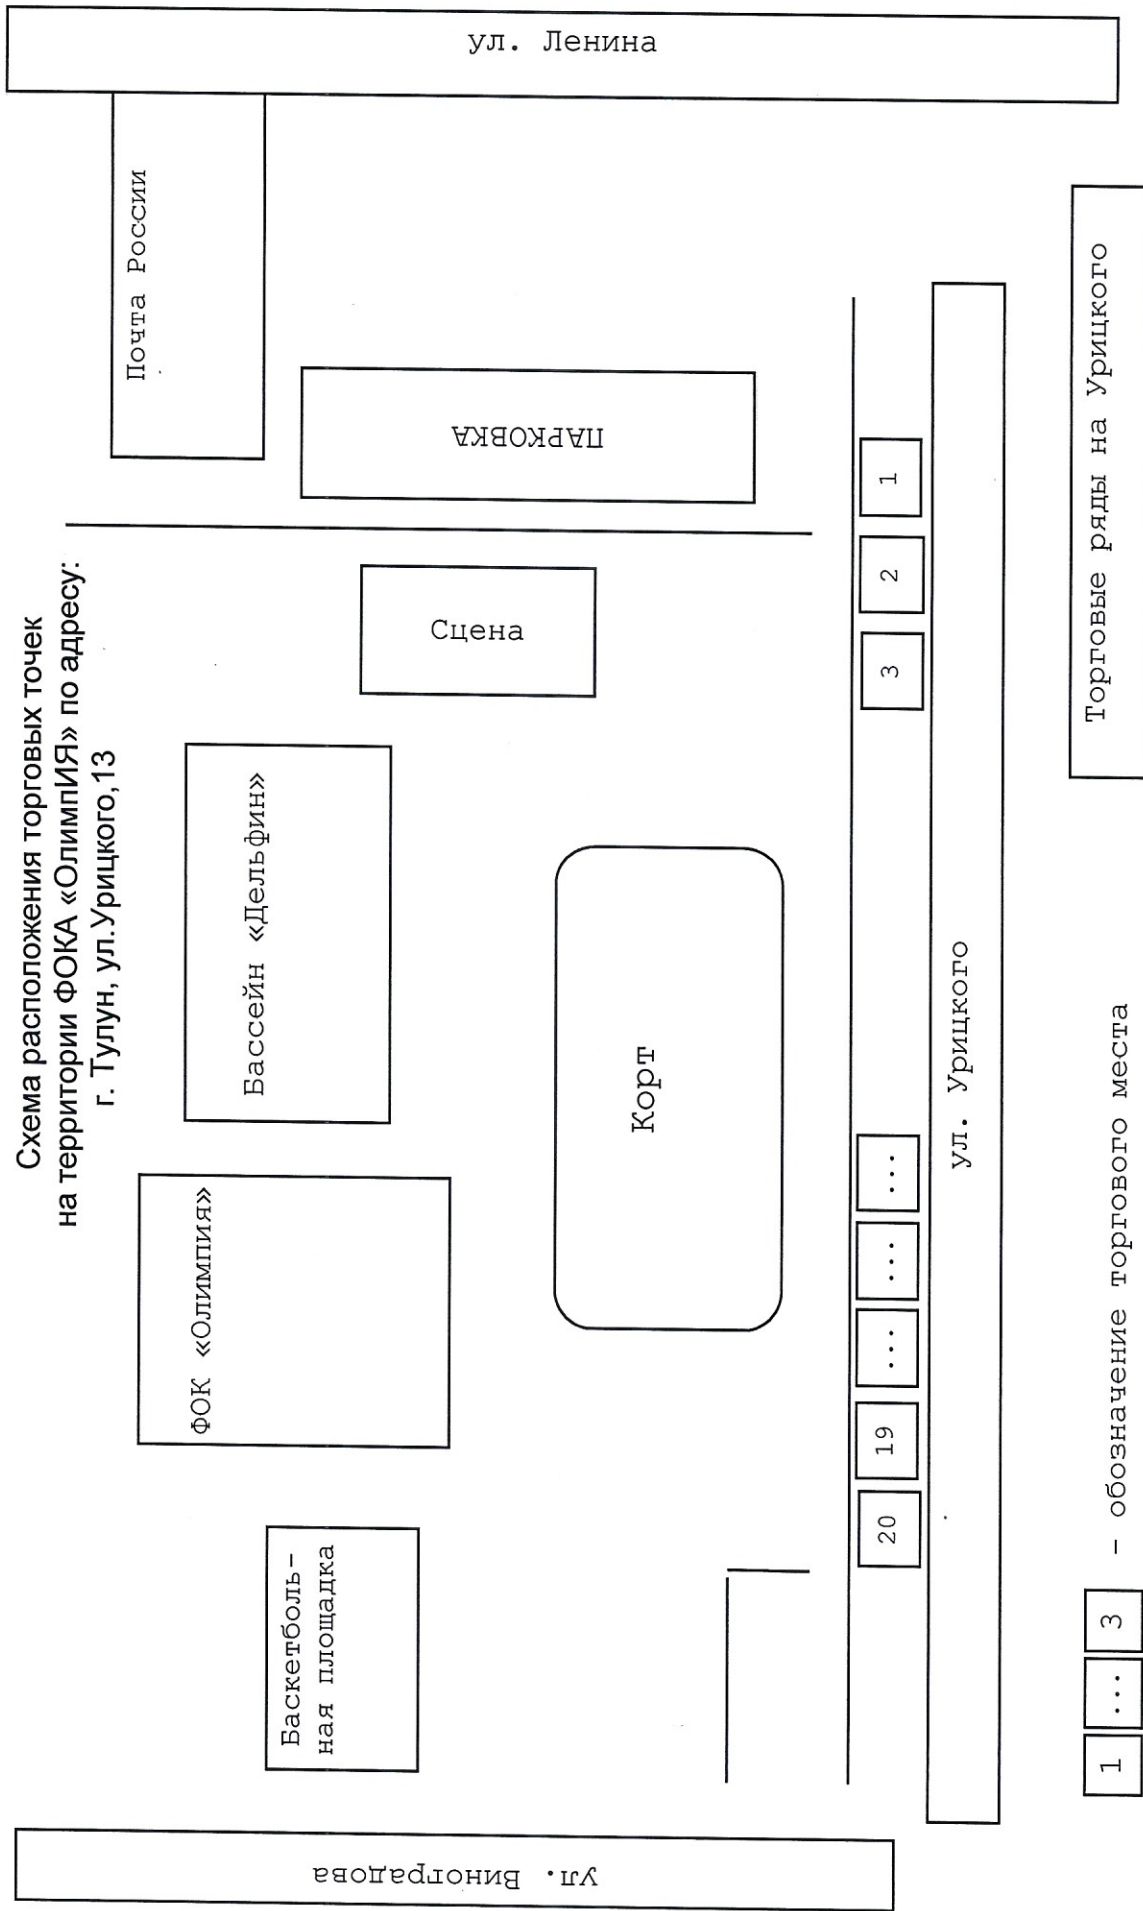 Схема расположения торговых точек
на территории ФОКА «ОлимпИЯ» по адресу:
г. Тулун, ул.Урицкого,13
ул. Виноградова
Баскетболь-
ная площадка
ФОК «Олимпия»
Бассейн «Дельфин»
Сцена
ПАРКОВКА
Почта России
ул. Ленина
Корт
20
19
...
...
...
3
2
1
ул. Урицкого
Торговые ряды на Урицкого
1 ... 3 – обозначение торгового места